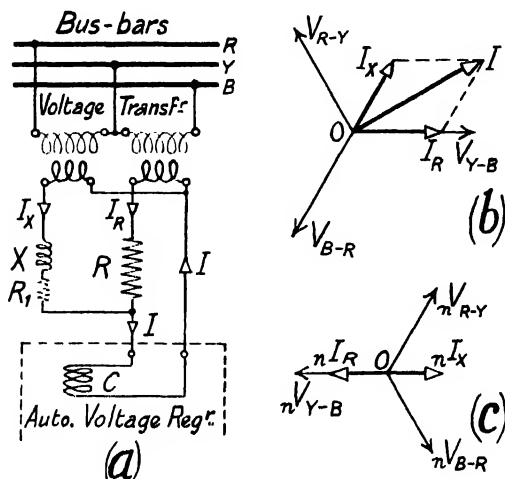 Bus-bars
R
Y
B
Voltage Transfr.
I_X
I_R
I
X
R_1
R
I
C
Auto. Voltage Regr.
(a)
V_R-Y
I_X
I
O
I_R
V_Y-B
V_B-R
(b)
nV_R-Y
nI_R
O
nI_X
nV_Y-B
nV_B-R
(c)